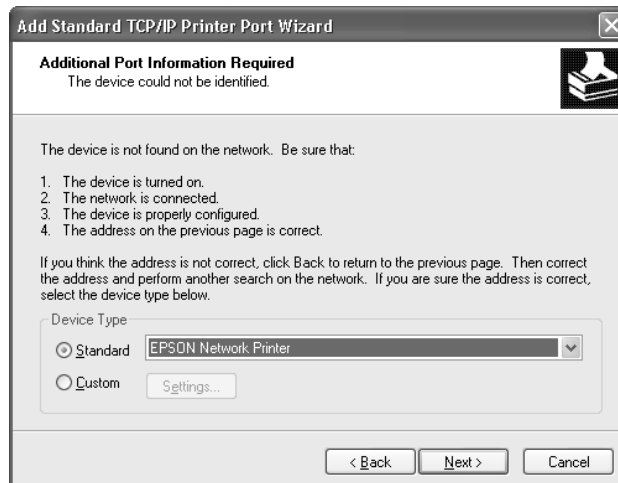 Add Standard TCP/IP Printer Port Wizard
Additional Port Information Required
The device could not be identified.
The device is not found on the network.  Be sure that:
1.  The device is turned on.
2.  The network is connected.
3.  The device is properly configured.
4.  The address on the previous page is correct.
If you think the address is not correct, click Back to return to the previous page.  Then correct
the address and perform another search on the network.  If you are sure the address is correct,
select the device type below.
Device Type
Standard
EPSON Network Printer
Custom
Settings...
< Back
Next >
Cancel